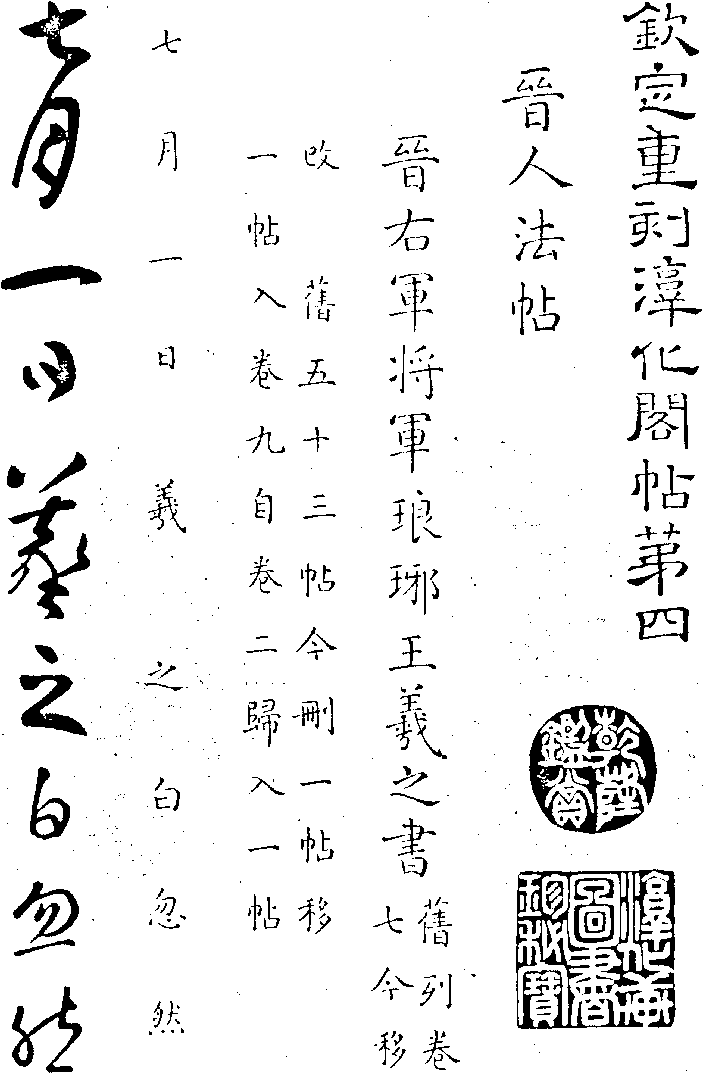 欽定重刻淳化閣帖第四
晉人法帖
乾隆鑑賞
淳化軒圖書珍秘寶
晉右軍將軍琅琊王羲之書
舊列卷
七今移
改　舊五十三帖今刪一帖移
一帖入卷九自卷二歸入一帖
七月一日羲之白忽然
七月一日羲之白忽然